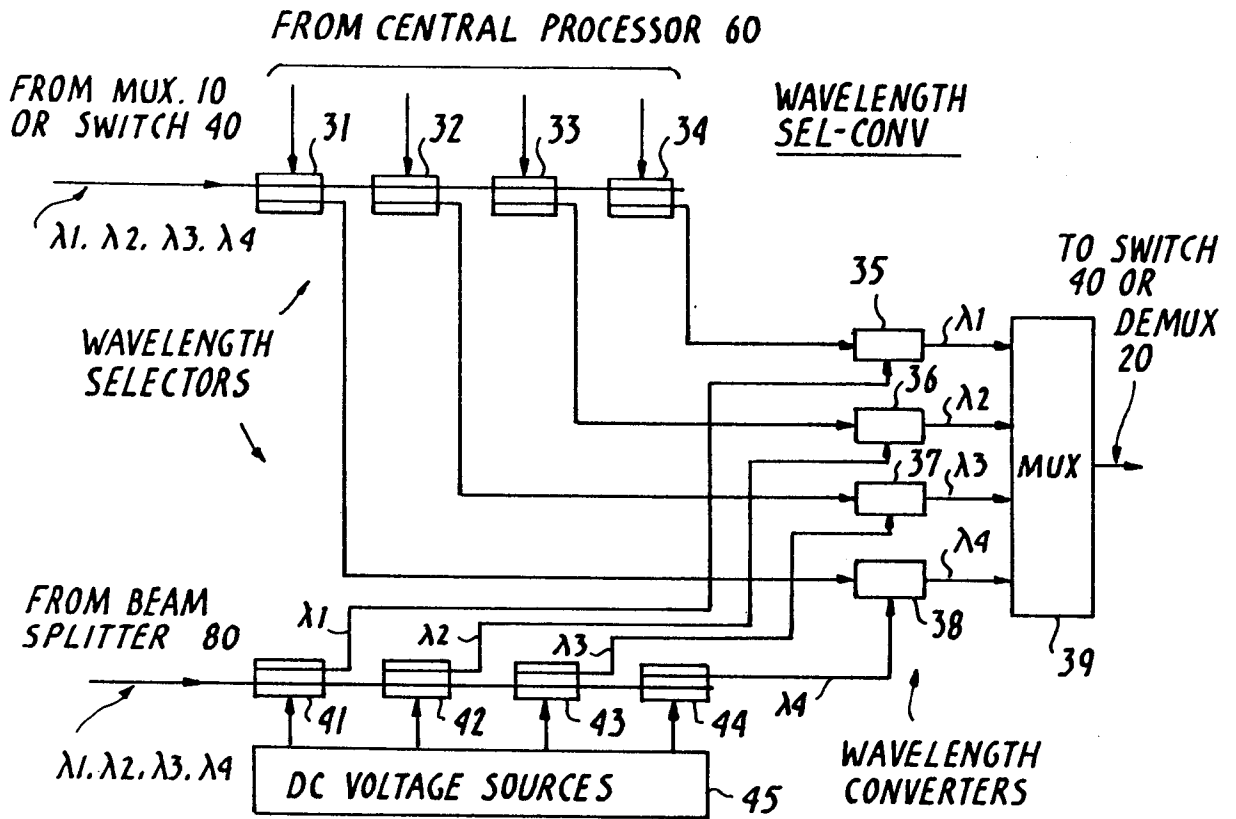 FROM CENTRAL PROCESSOR 60
FROM MUX. 10
OR SWITCH 40
31
32
33
34
WAVELENGTH
SEL-CONV
λ1, λ2, λ3, λ4
WAVELENGTH
SELECTORS
TO SWITCH
40 OR
DEMUX
20
35
λ1
36
λ2
37
λ3
MUX
λ4
38
39
FROM BEAM
SPLITTER 80
λ1
λ2
λ3
λ4
41
42
43
44
λ1, λ2, λ3, λ4
DC VOLTAGE SOURCES
45
WAVELENGTH
CONVERTERS